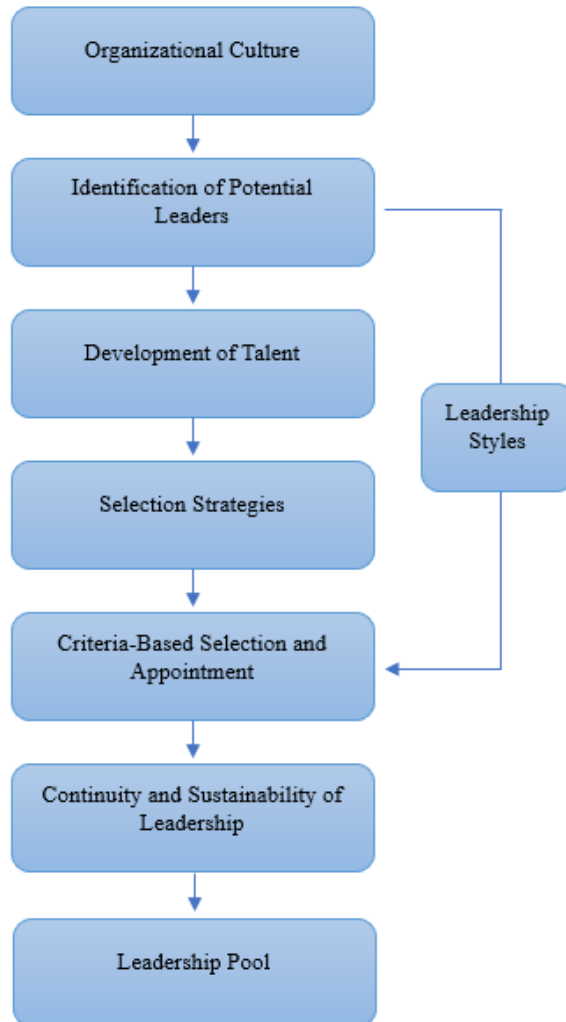 Organizational Culture
Identification of Potential
Leaders
Development of Talent
Leadership
Styles
Selection Strategies
Criteria-Based Selection and
Appointment
Continuity and Sustainability of
Leadership
Leadership Pool